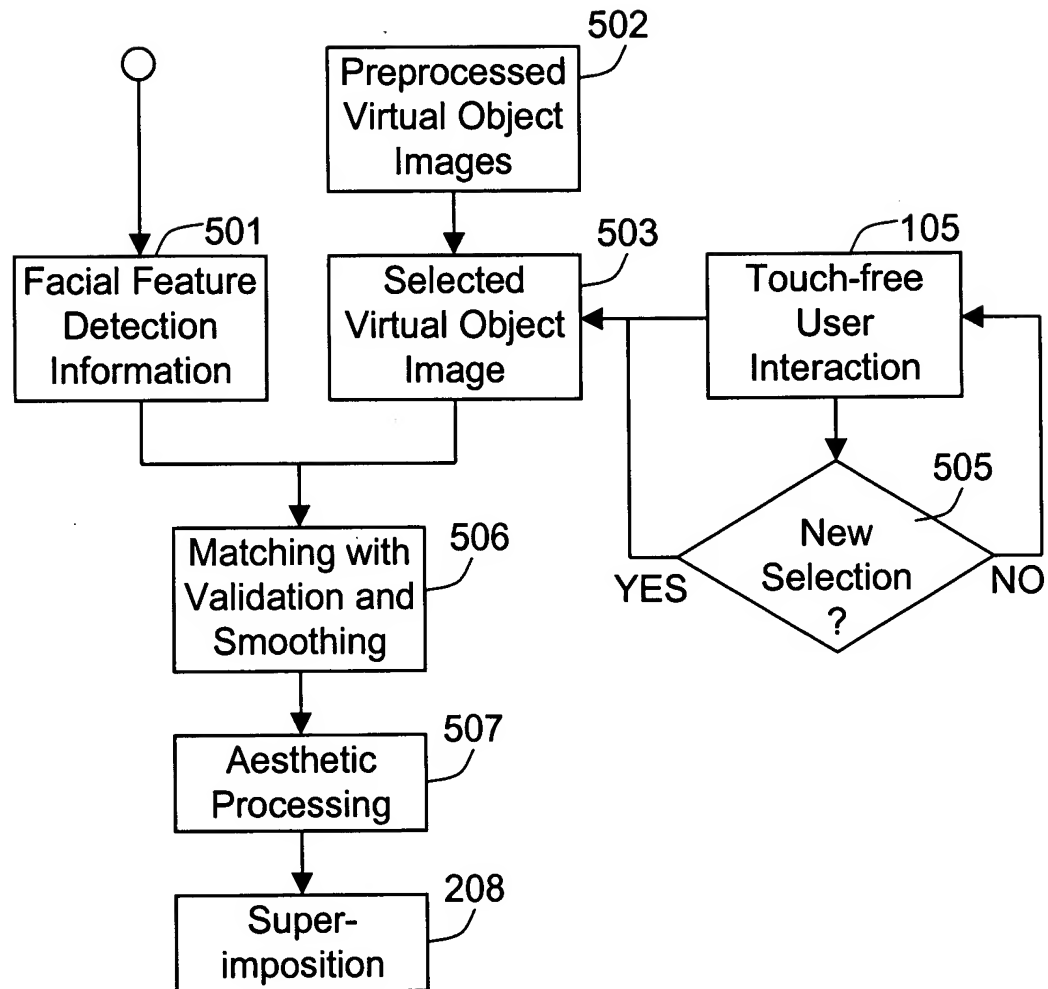 502
Preprocessed
Virtual Object
Images
501
Facial Feature
Detection
Information
503
Selected
Virtual Object
Image
105
Touch-free
User
Interaction
505
New
Selection
?
YES
NO
506
Matching with
Validation and
Smoothing
507
Aesthetic
Processing
208
Super-
imposition